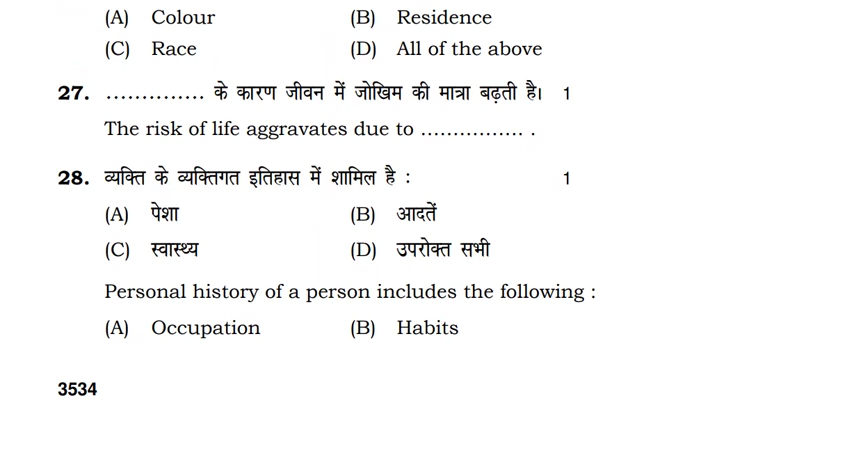 (A) Colour (B) Residence
(C) Race (D) All of the above
27. .............. के कारण जीवन में जोखिम की मात्रा बढ़ती है। 1
The risk of life aggravates due to ................ .
28. व्यक्ति के व्यक्तिगत इतिहास में शामिल है : 1
(A) पेशा (B) आदतें
(C) स्वास्थ्य (D) उपरोक्त सभी
Personal history of a person includes the following :
(A) Occupation (B) Habits
3534